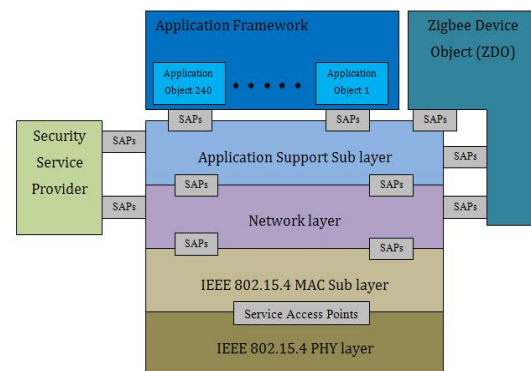 Application Framework
Zigbee Device
Object (ZDO)
Application
Object 240
Application
Object 1
SAPs
SAPs
SAPs
Security
Service
Provider
SAPs
Application Support Sub layer
SAPs
SAPs
SAPs
SAPs
Network layer
SAPs
SAPs
SAPs
IEEE 802.15.4 MAC Sub layer
Service Access Points
IEEE 802.15.4 PHY layer